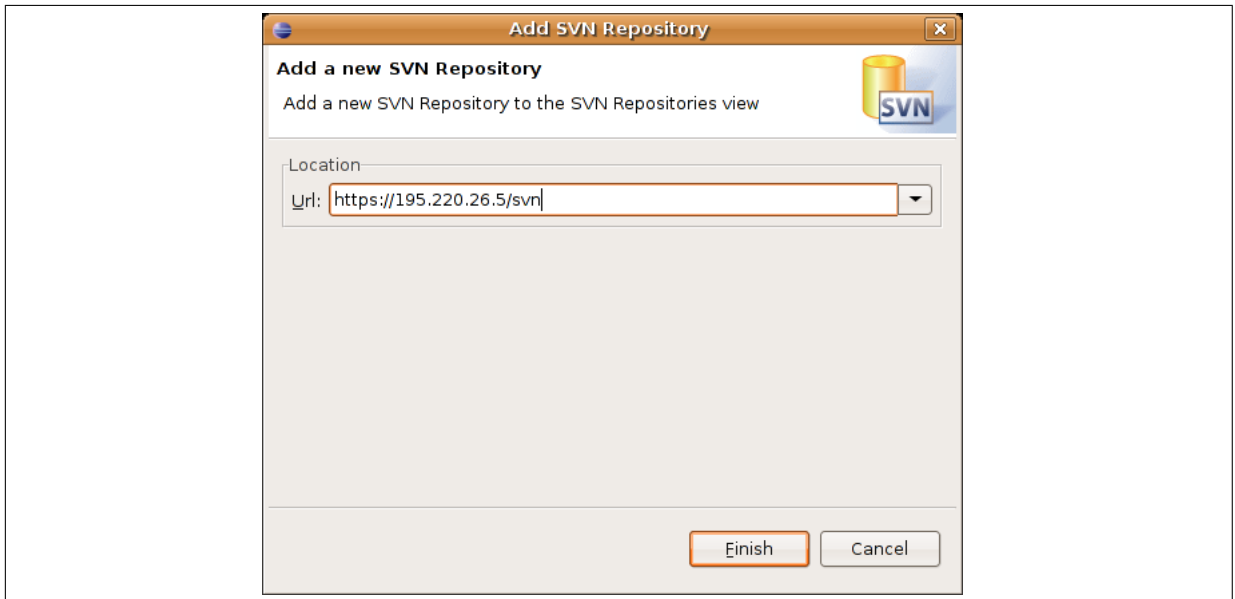 Add SVN Repository
Add a new SVN Repository
Add a new SVN Repository to the SVN Repositories view
SVN
Location
Url: https://195.220.26.5/svn
Finish Cancel